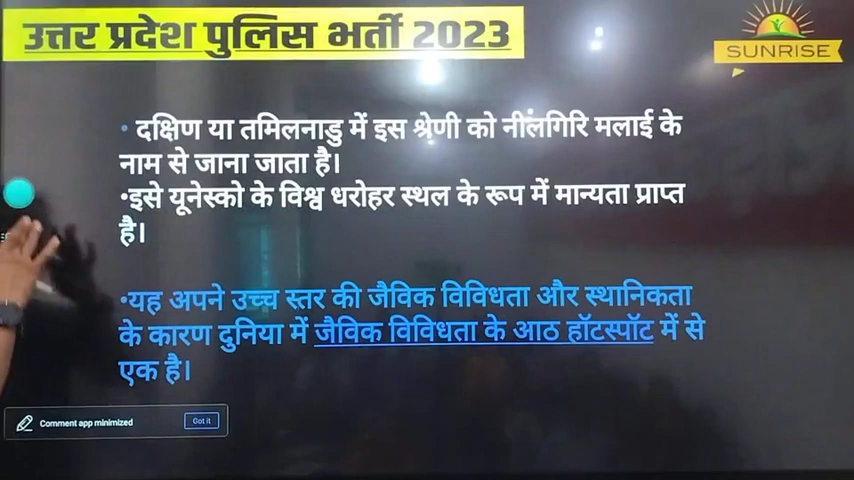 उत्तर प्रदेश पुलिस भर्ती 2023
SUNRISE
• दक्षिण या तमिलनाडु में इस श्रेणी को नीलगिरि मलाई के
नाम से जाना जाता है।
•इसे यूनेस्को के विश्व धरोहर स्थल के रूप में मान्यता प्राप्त
है।
•यह अपने उच्च स्तर की जैविक विविधता और स्थानिकता
के कारण दुनिया में जैविक विविधता के आठ हॉटस्पॉट में से
एक है।
Comment app minimized
Got it